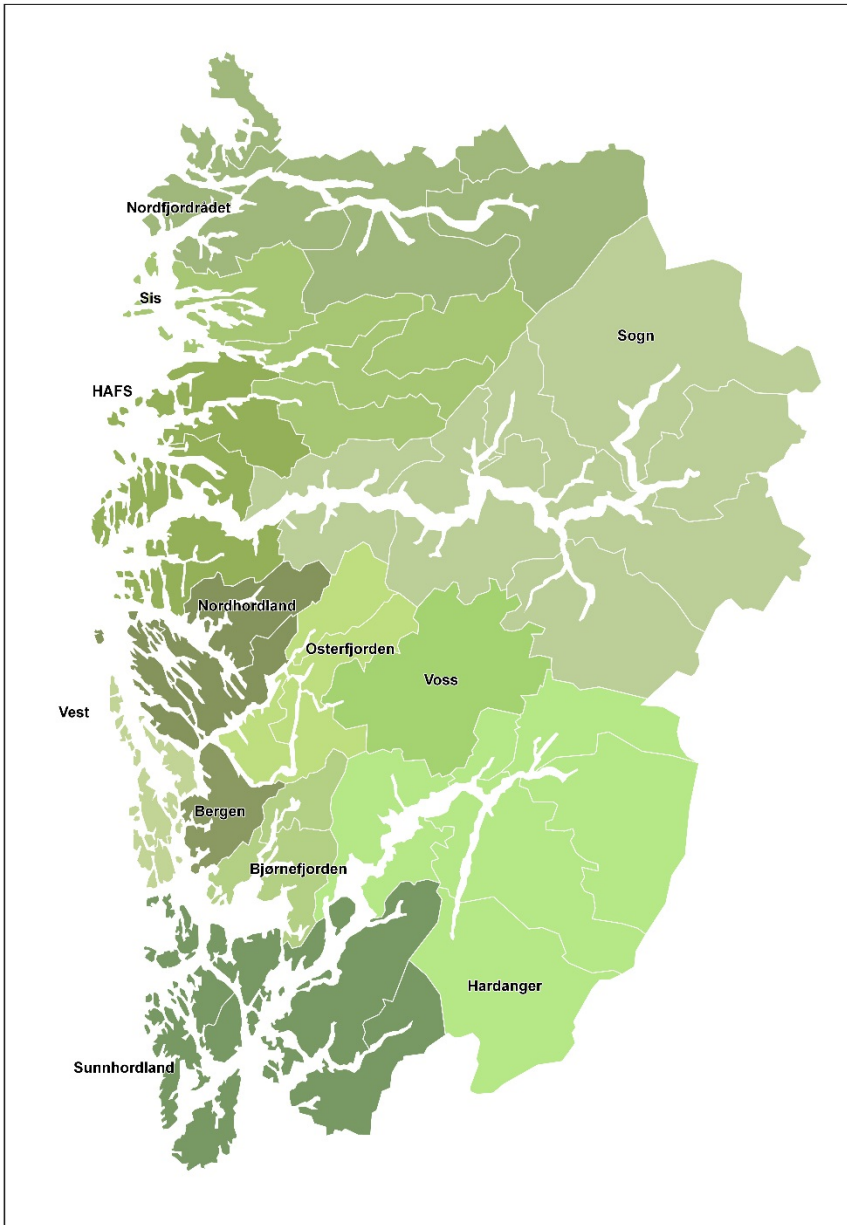 Nordfjordrådet
Sis
Sogn
HAFS
Nordhordland
Osterfjorden
Voss
Vest
Bergen
Bjørnefjorden
Hardanger
Sunnhordland